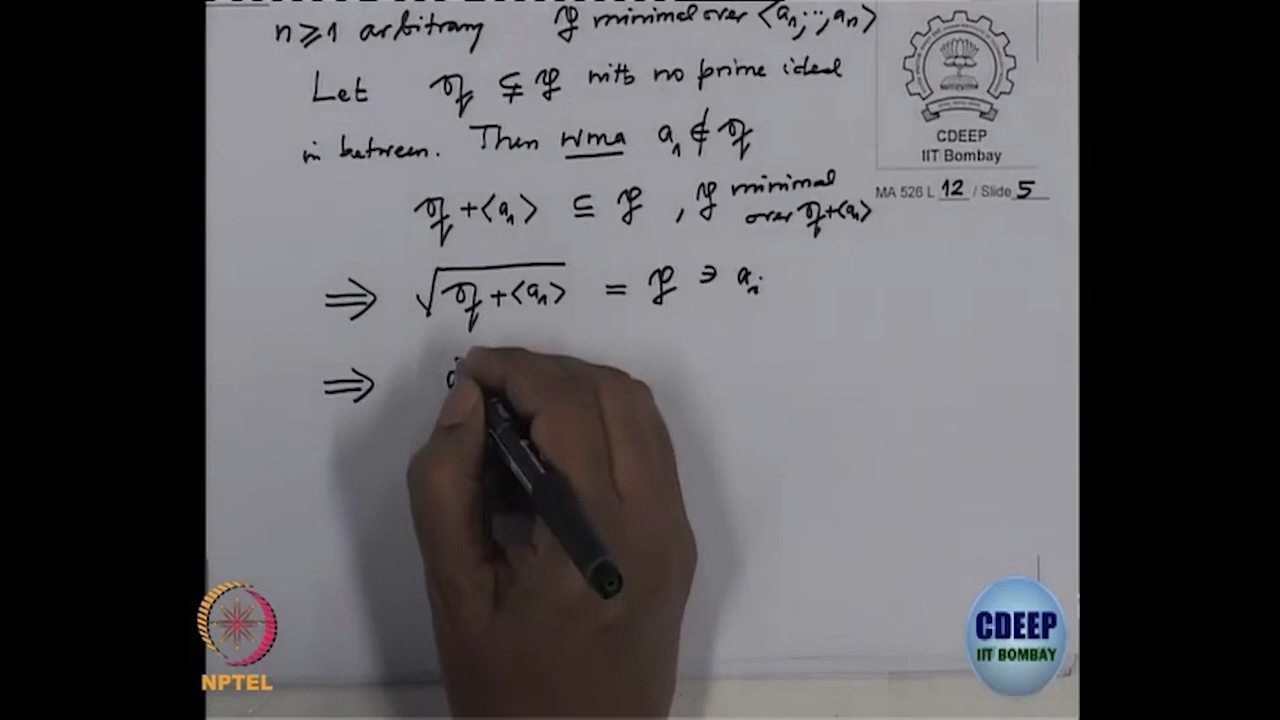 n ≥ 1 arbitrary 𝔭 minimal over <a₁, ⋯, aₙ>
Let 𝔮 ⊊ 𝔭 with no prime ideal
in between. Then WMA a₁ ∉ 𝔮
𝔮 + <a₁> ⊆ 𝔭 , 𝔭 minimal
over 𝔮 + <a₁>
⇒ √(𝔮 + <a₁>) = 𝔭 ∋ aᵢ
⇒
CDEEP
IIT Bombay
MA 526 L 12 / Slide 5
NPTEL
CDEEP
IIT BOMBAY